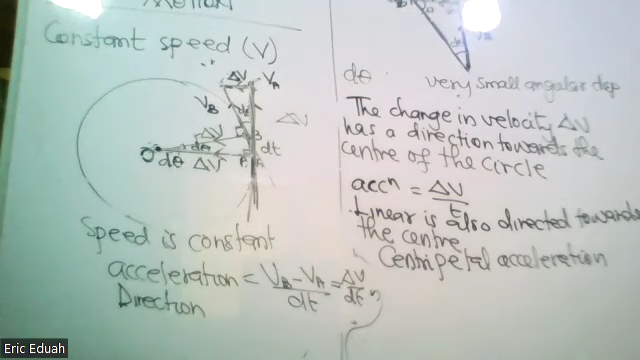 MOTION
Constant speed (V)
ΔV VA
VB
ΔV
ΔV
B
dθ
dt
O
dθ ΔV
A
Speed is constant
acceleration = VB - VA = ΔV
dt dt
Direction
dθ very small angular disp
The change in velocity, ΔV
has a direction towards the
centre of the circle
accn = ΔV
t
Linear is also directed towards
the centre
Centripetal acceleration
Eric Eduah